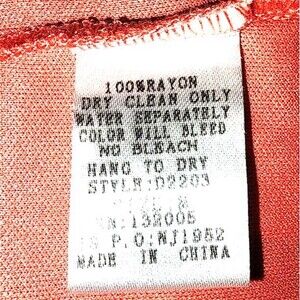 100%RAYON
DRY CLEAN ONLY
WATER SEPARATELY
COLOR WILL BLEED
NO BLEACH
HANG TO DRY
STYLE:D2203
:132005
P.O:NJ1952
MADE IN CHINA